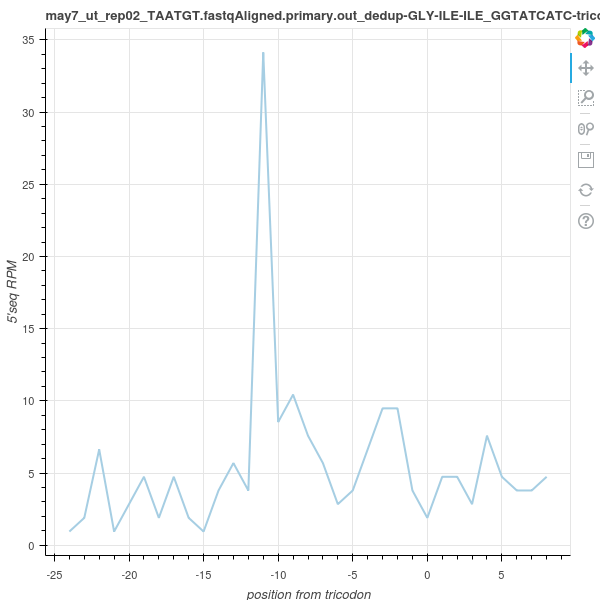 may7_ut_rep02_TAATGT.fastqAligned.primary.out_dedup-GLY-ILE-ILE_GGTATCATC-trico
35
30
25
20
15
10
5
0
5'seq RPM
-25 -20 -15 -10 -5 0 5
position from tricodon